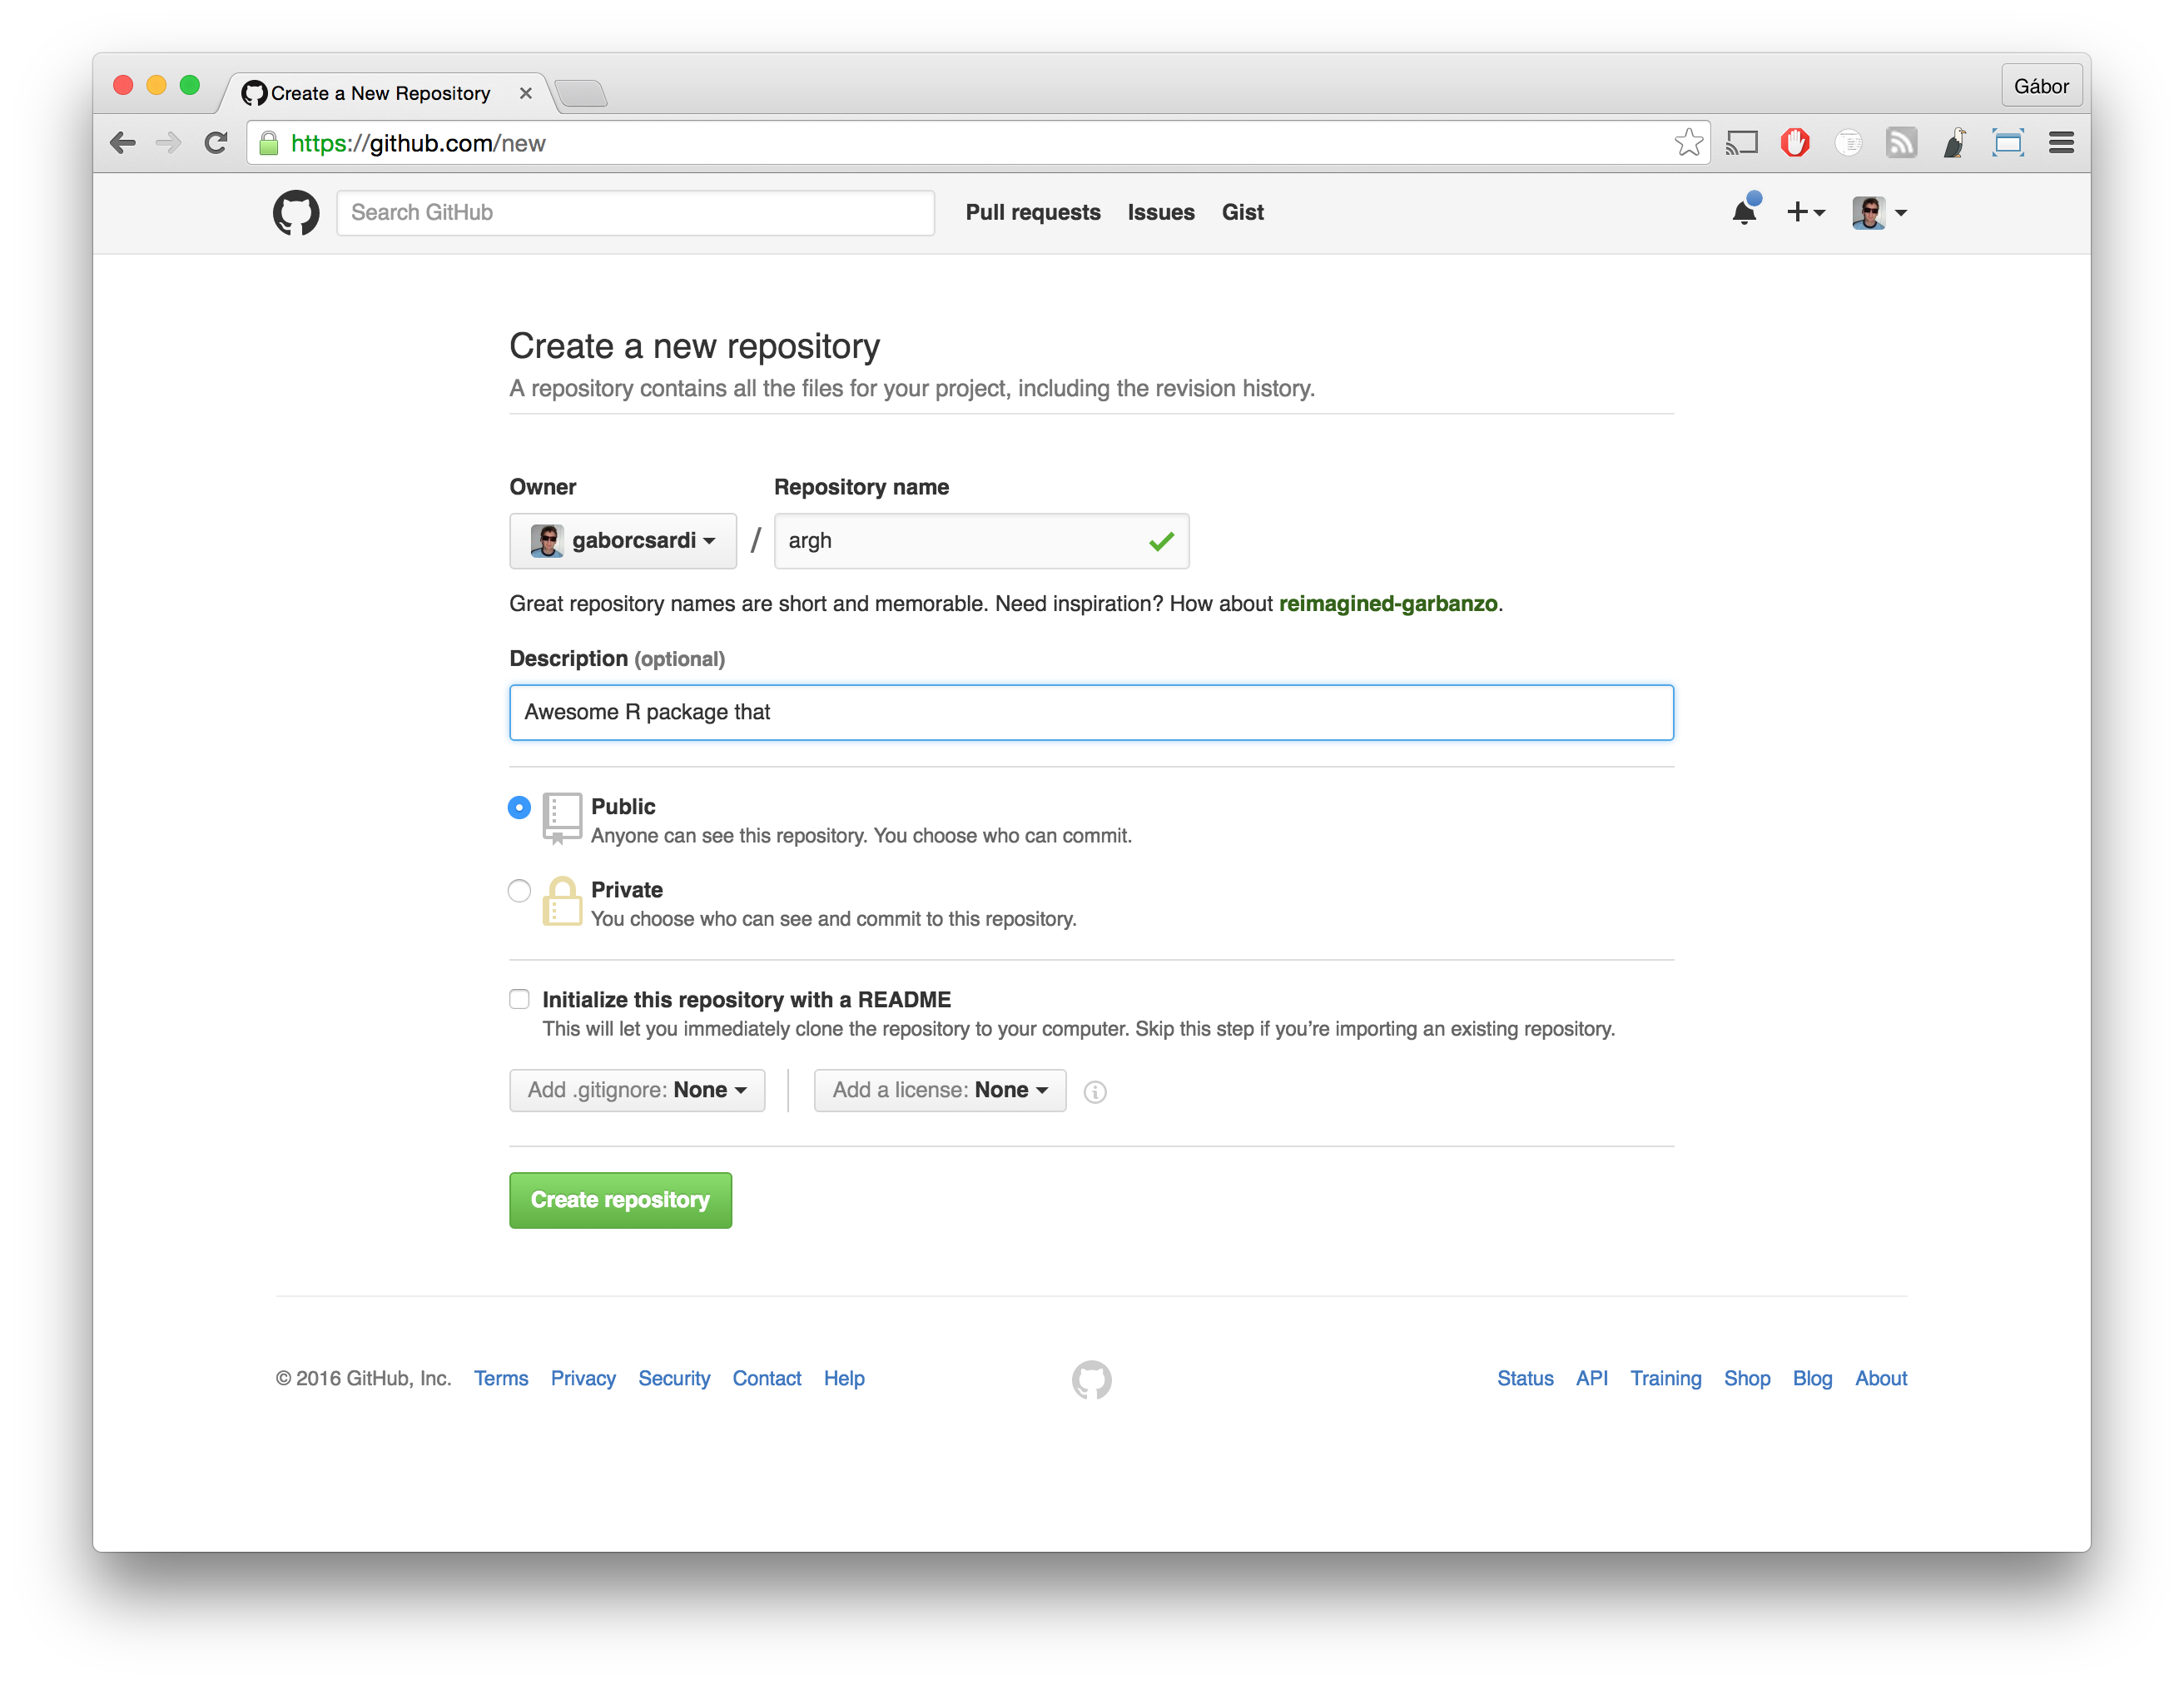 Create a New Repository
Gábor
https://github.com/new
Search GitHub Pull requests Issues Gist
Create a new repository
A repository contains all the files for your project, including the revision history.
Owner Repository name
gaborcsardi / argh
Great repository names are short and memorable. Need inspiration? How about reimagined-garbanzo.
Description (optional)
Awesome R package that
Public
Anyone can see this repository. You choose who can commit.
Private
You choose who can see and commit to this repository.
Initialize this repository with a README
This will let you immediately clone the repository to your computer. Skip this step if you’re importing an existing repository.
Add .gitignore: None Add a license: None
Create repository
© 2016 GitHub, Inc. Terms Privacy Security Contact Help Status API Training Shop Blog About